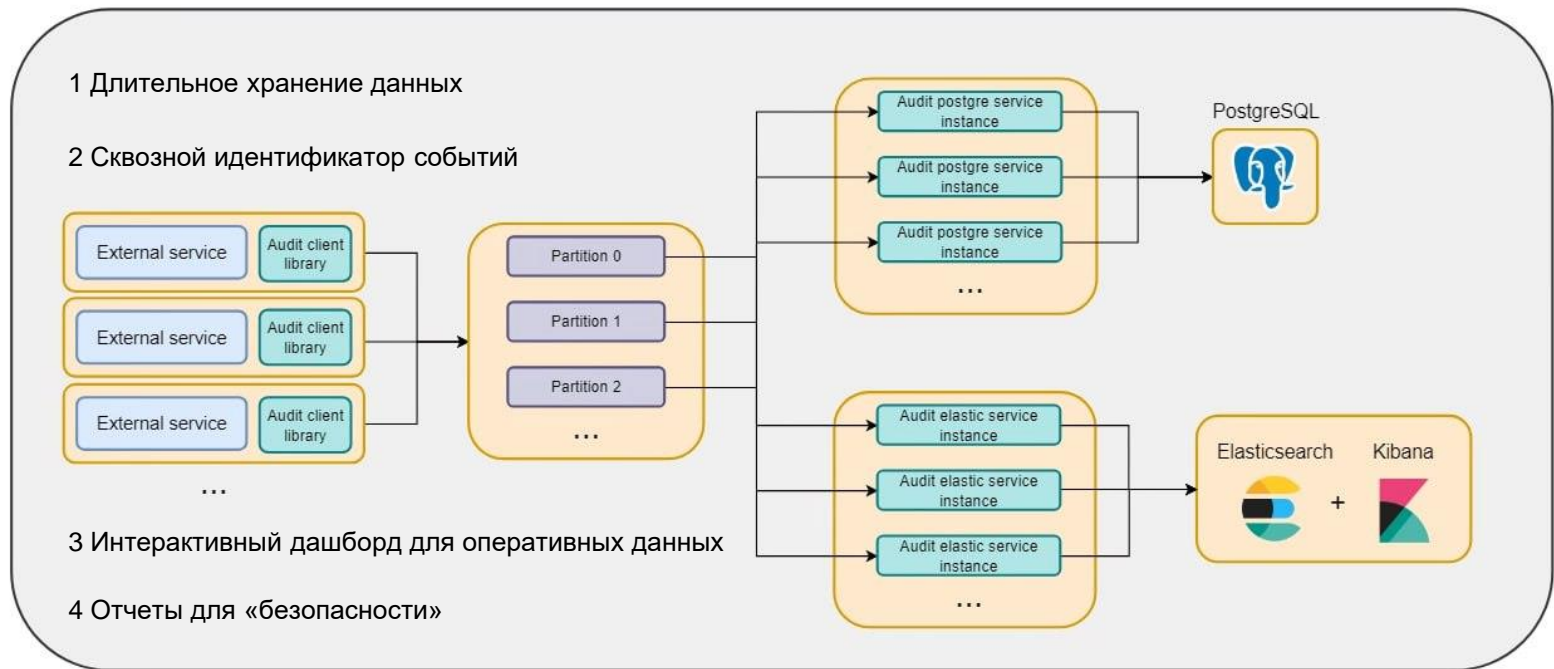 1 Длительное хранение данных
2 Сквозной идентификатор событий
External service
Audit client
library
External service
Audit client
library
External service
Audit client
library
...
Partition 0
Partition 1
Partition 2
...
Audit postgre service
instance
Audit postgre service
instance
Audit postgre service
instance
...
PostgreSQL
Audit elastic service
instance
Audit elastic service
instance
Audit elastic service
instance
...
Elasticsearch
+
Kibana
3 Интерактивный дашборд для оперативных данных
4 Отчеты для «безопасности»